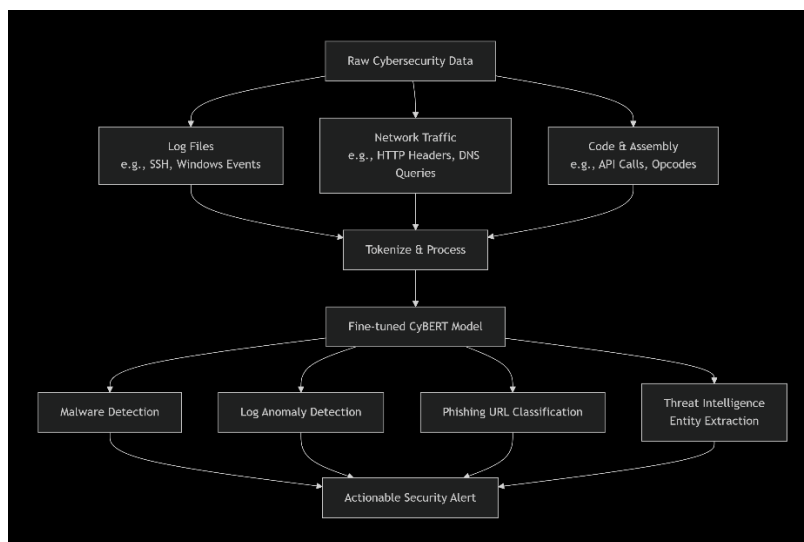 Raw Cybersecurity Data
Log Files
e.g., SSH, Windows Events
Network Traffic
e.g., HTTP Headers, DNS
Queries
Code & Assembly
e.g., API Calls, Opcodes
Tokenize & Process
Fine-tuned CyBERT Model
Malware Detection
Log Anomaly Detection
Phishing URL Classification
Threat Intelligence
Entity Extraction
Actionable Security Alert